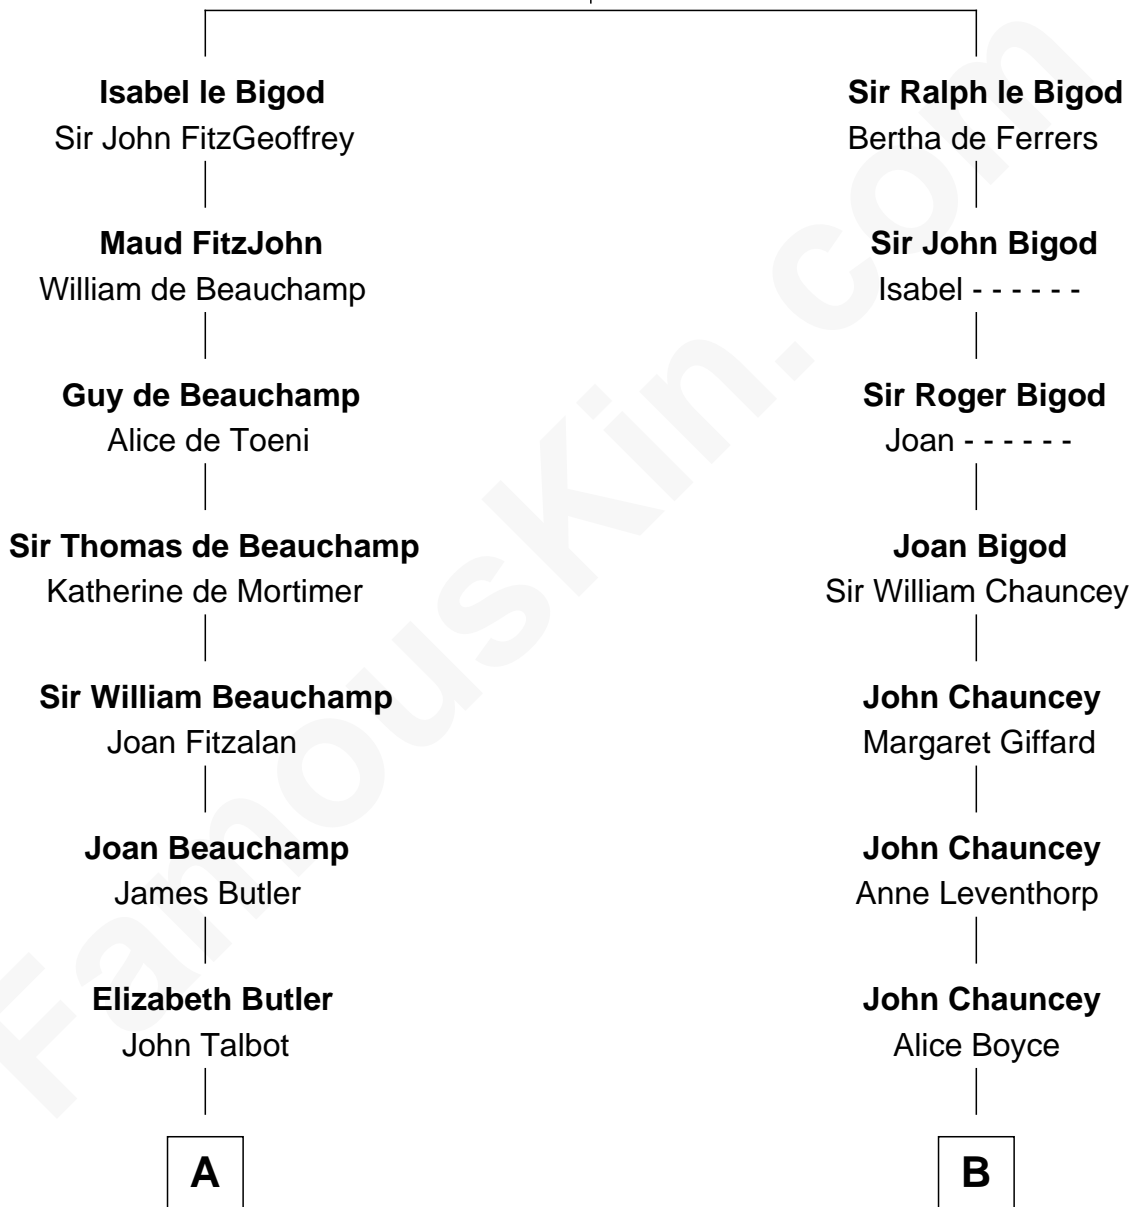 Isabel le Bigod
Sir John FitzGeoffrey
Maud FitzJohn
William de Beauchamp
Guy de Beauchamp
Alice de Toeni
Sir Thomas de Beauchamp
Katherine de Mortimer
Sir William Beauchamp
Joan Fitzalan
Joan Beauchamp
James Butler
Elizabeth Butler
John Talbot
A
Sir Ralph le Bigod
Bertha de Ferrers
Sir John Bigod
Isabel - - - - - -
Sir Roger Bigod
Joan - - - - - -
Joan Bigod
Sir William Chauncey
John Chauncey
Margaret Giffard
John Chauncey
Anne Leventhorp
John Chauncey
Alice Boyce
B
FamousKin.com